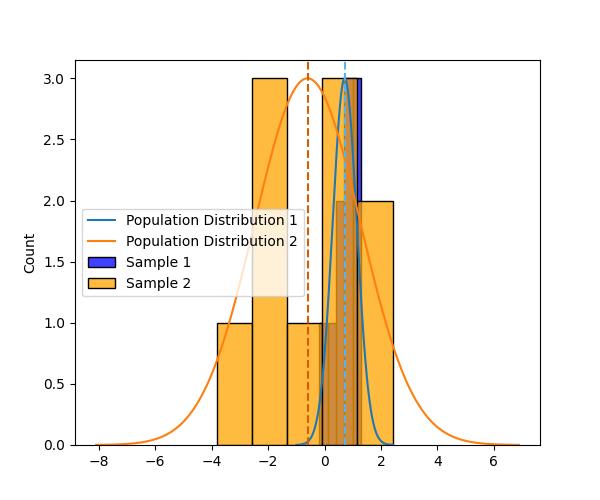 3.0
2.5
2.0
1.5
1.0
0.5
0.0
Count
Population Distribution 1
Population Distribution 2
Sample 1
Sample 2
−8 −6 −4 −2 0 2 4 6